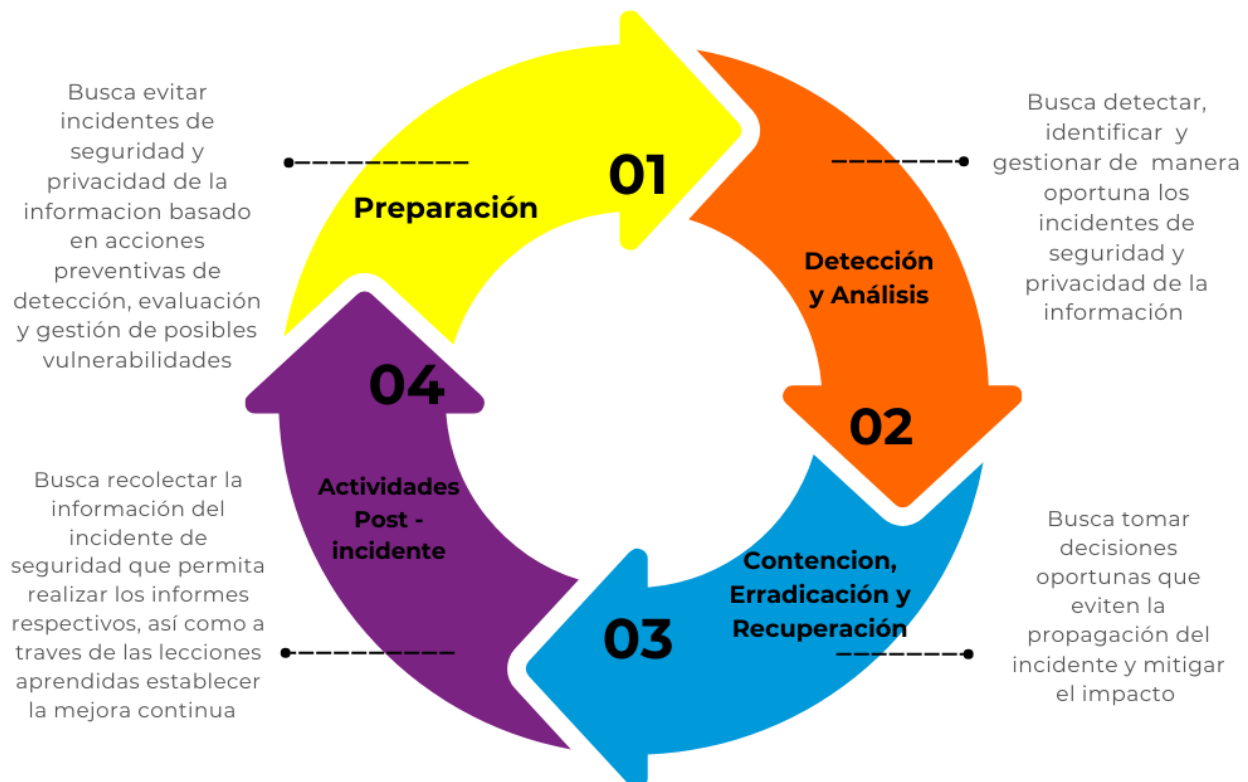 Busca evitar
incidentes de
seguridad y
privacidad de la
informacion basado
en acciones
preventivas de
detección, evaluación
y gestión de posibles
vulnerabilidades
01
Preparación
Busca detectar,
identificar y
gestionar de manera
oportuna los
incidentes de
seguridad y
privacidad de la
información
Detección
y Análisis
02
Busca tomar
decisiones
oportunas que
eviten la
propagación del
incidente y mitigar
el impacto
Contencion,
Erradicación y
Recuperación
03
Busca recolectar la
información del
incidente de
seguridad que permita
realizar los informes
respectivos, así como a
traves de las lecciones
aprendidas establecer
la mejora continua
04
Actividades
Post -
incidente